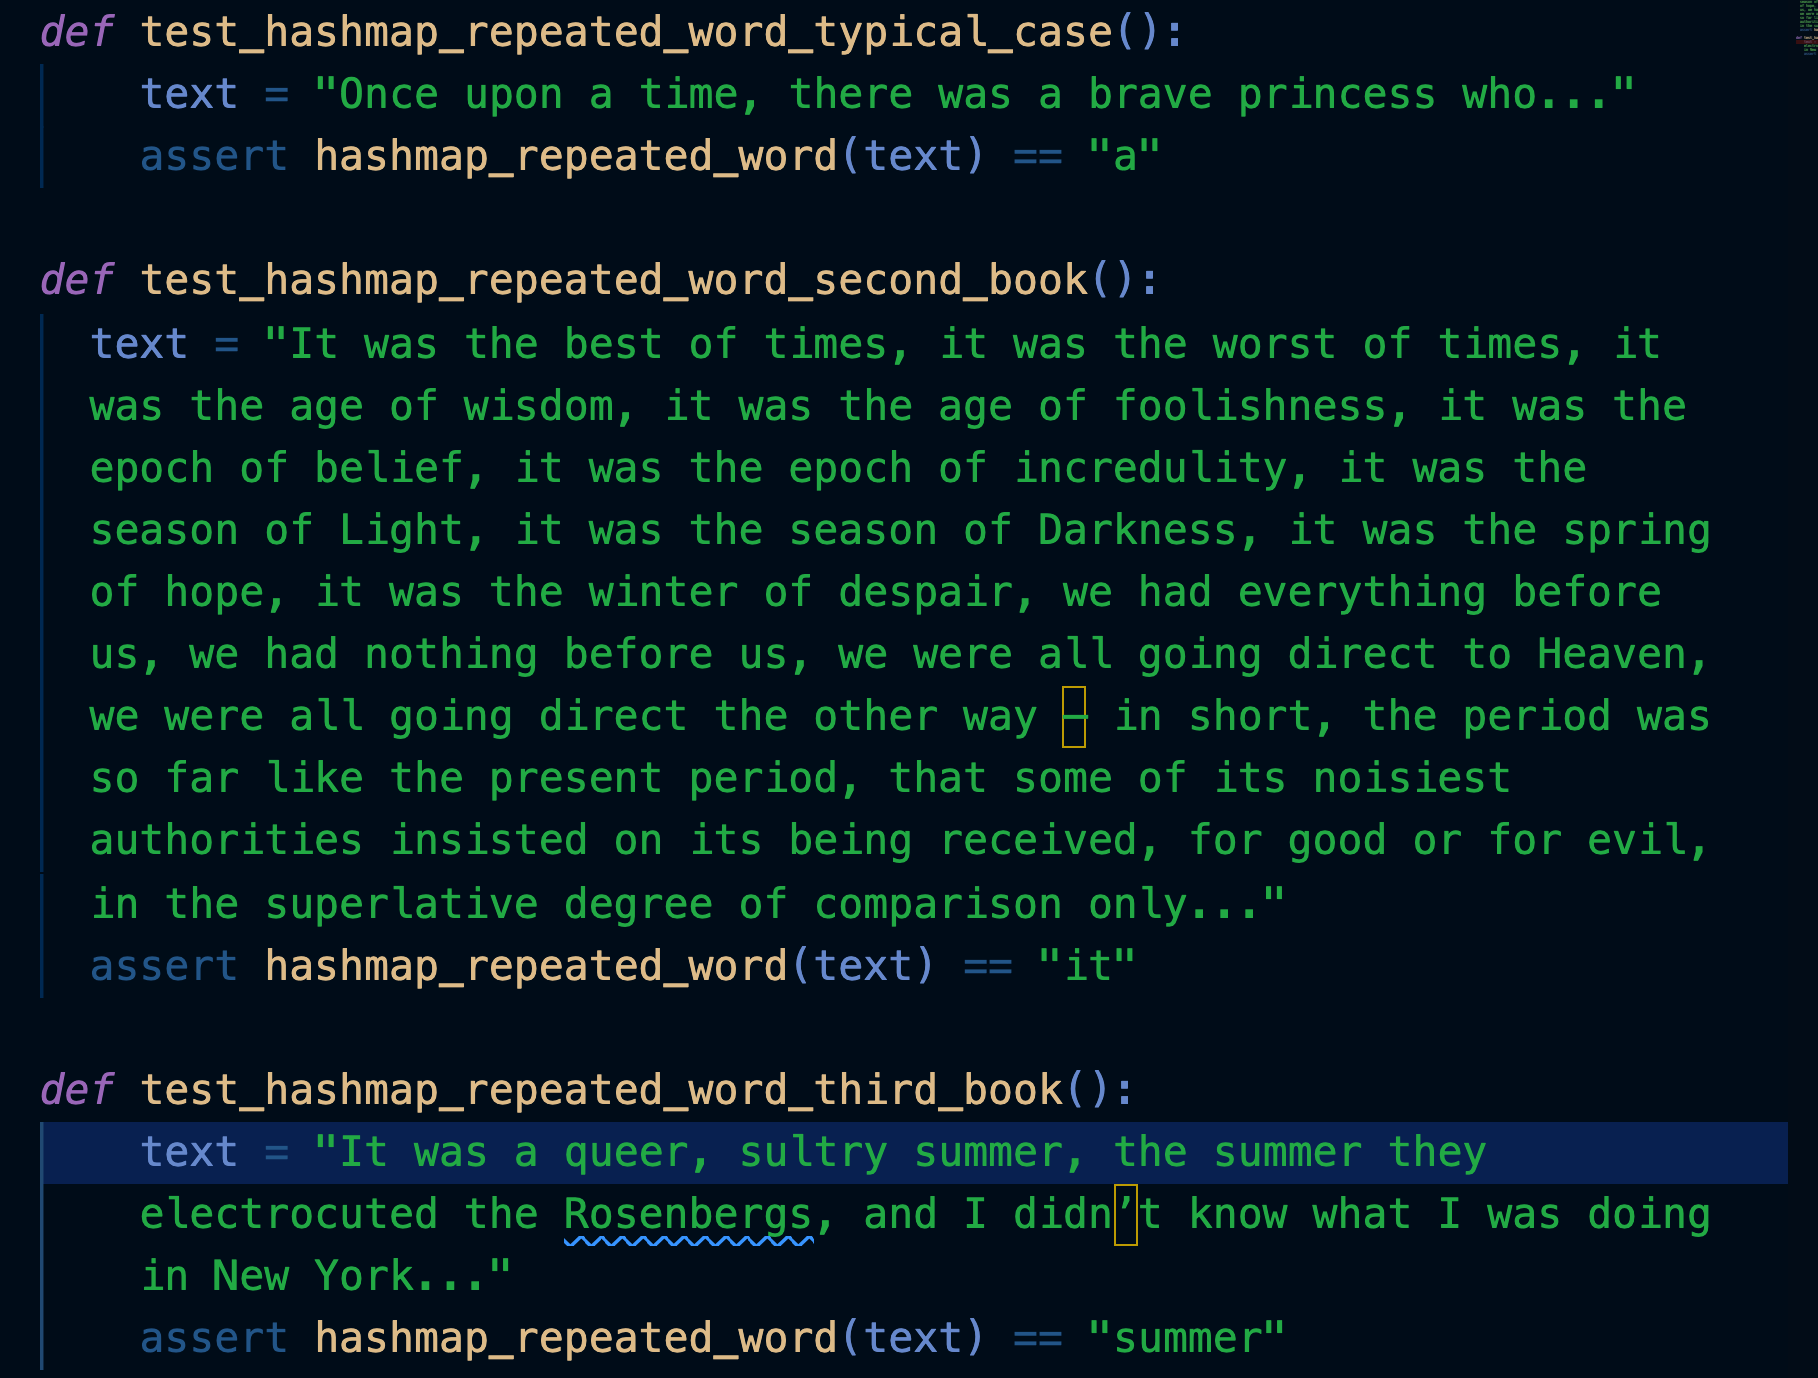 def test_hashmap_repeated_word_typical_case():
    text = "Once upon a time, there was a brave princess who..."
    assert hashmap_repeated_word(text) == "a"
def test_hashmap_repeated_word_second_book():
  text = "It was the best of times, it was the worst of times, it
  was the age of wisdom, it was the age of foolishness, it was the
  epoch of belief, it was the epoch of incredulity, it was the
  season of Light, it was the season of Darkness, it was the spring
  of hope, it was the winter of despair, we had everything before
  us, we had nothing before us, we were all going direct to Heaven,
  we were all going direct the other way – in short, the period was
  so far like the present period, that some of its noisiest
  authorities insisted on its being received, for good or for evil,
  in the superlative degree of comparison only..."
  assert hashmap_repeated_word(text) == "it"
def test_hashmap_repeated_word_third_book():
    text = "It was a queer, sultry summer, the summer they
    electrocuted the Rosenbergs, and I didn’t know what I was doing
    in New York..."
    assert hashmap_repeated_word(text) == "summer"